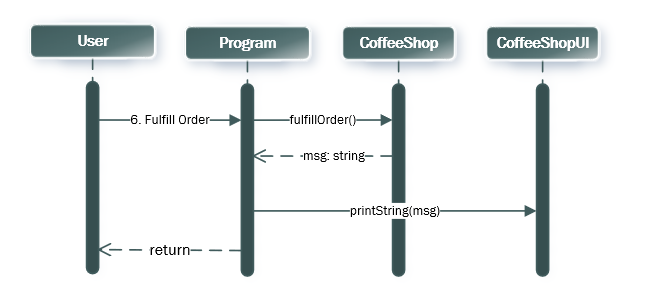 User
Program
CoffeeShop
CoffeeShopUI
6. Fulfill Order
fulfillOrder()
msg: string
printString(msg)
return